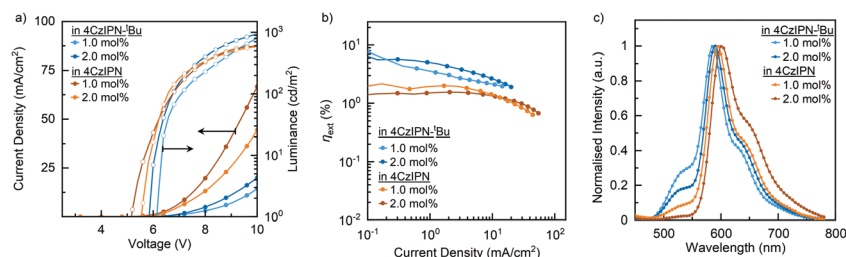 a)
Current Density (mA/cm²)
100
75
50
25
in 4CzIPN-ᵗBu
1.0 mol%
2.0 mol%
in 4CzIPN
1.0 mol%
2.0 mol%
4 6 8 10
Voltage (V)
10³
10²
10¹
10⁰
Luminance (cd/m²)
b)
ηext (%)
10²
10¹
10⁰
10⁻¹
10⁻²
in 4CzIPN-ᵗBu
1.0 mol%
2.0 mol%
in 4CzIPN
1.0 mol%
2.0 mol%
10⁻¹ 10⁰ 10¹ 10²
Current Density (mA/cm²)
c)
Normalised Intensity (a.u.)
1
0.8
0.6
0.4
0.2
0
in 4CzIPN-ᵗBu
1.0 mol%
2.0 mol%
in 4CzIPN
1.0 mol%
2.0 mol%
500 600 700 800
Wavelength (nm)